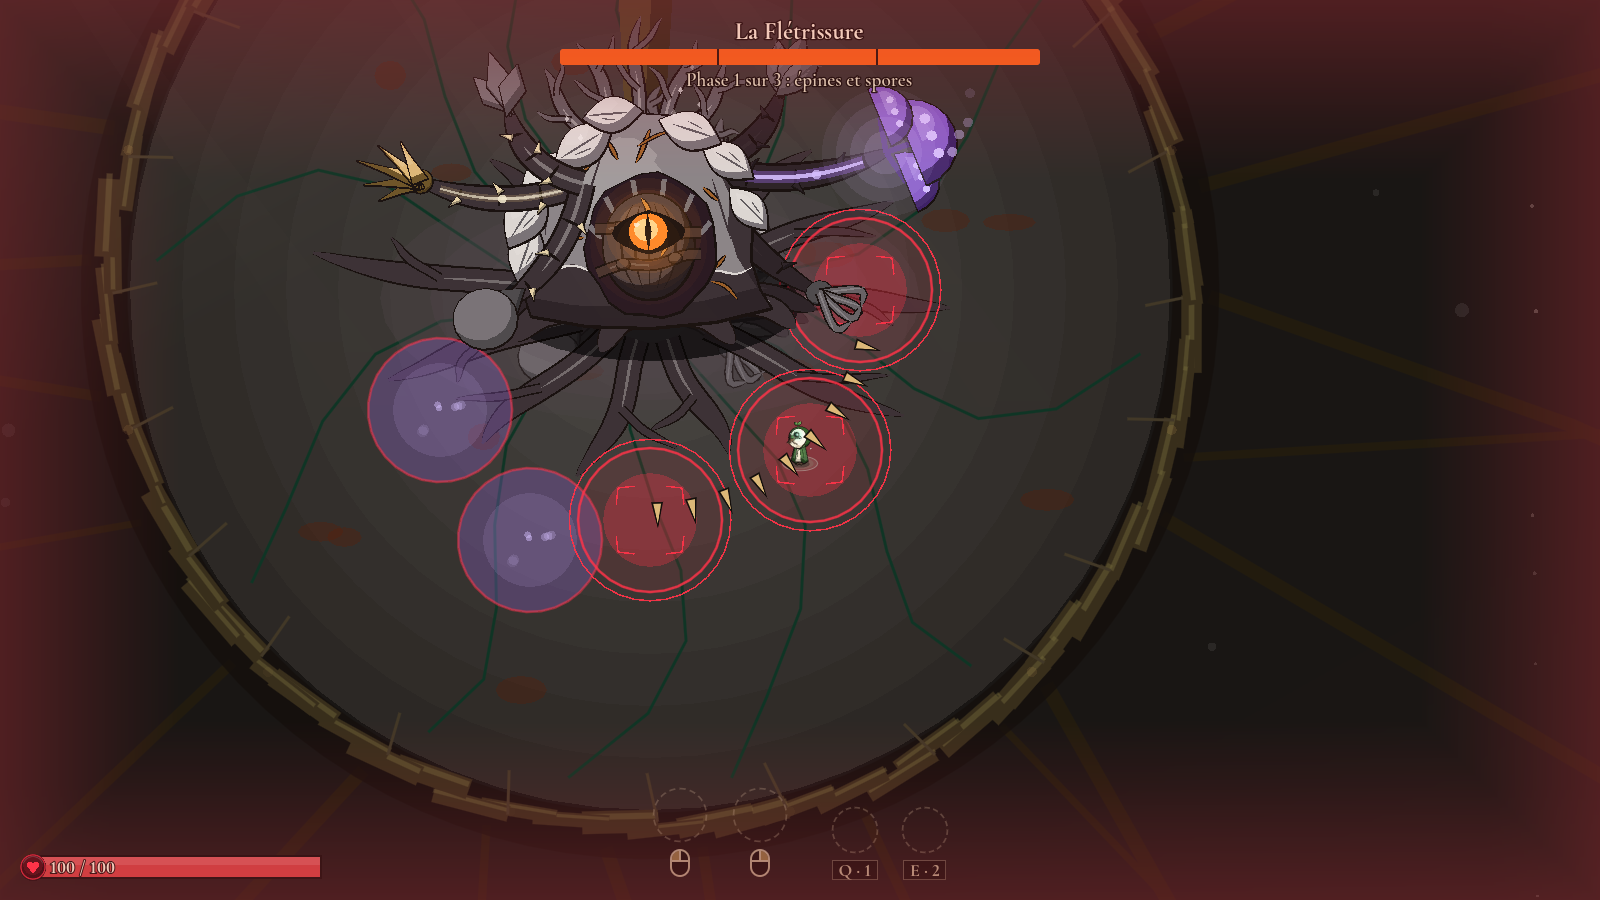 La Flétrissure
Phase 1 sur 3 : épines et spores
100 / 100
Q · 1
E · 2